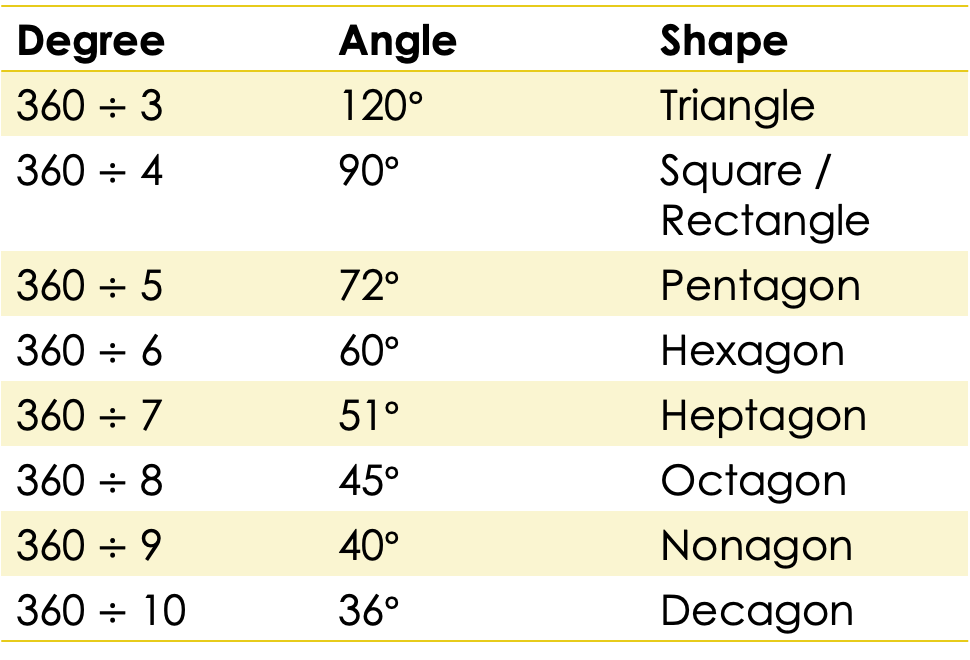 Degree Angle Shape
360 ÷ 3 120° Triangle
360 ÷ 4 90° Square /
Rectangle
360 ÷ 5 72° Pentagon
360 ÷ 6 60° Hexagon
360 ÷ 7 51° Heptagon
360 ÷ 8 45° Octagon
360 ÷ 9 40° Nonagon
360 ÷ 10 36° Decagon